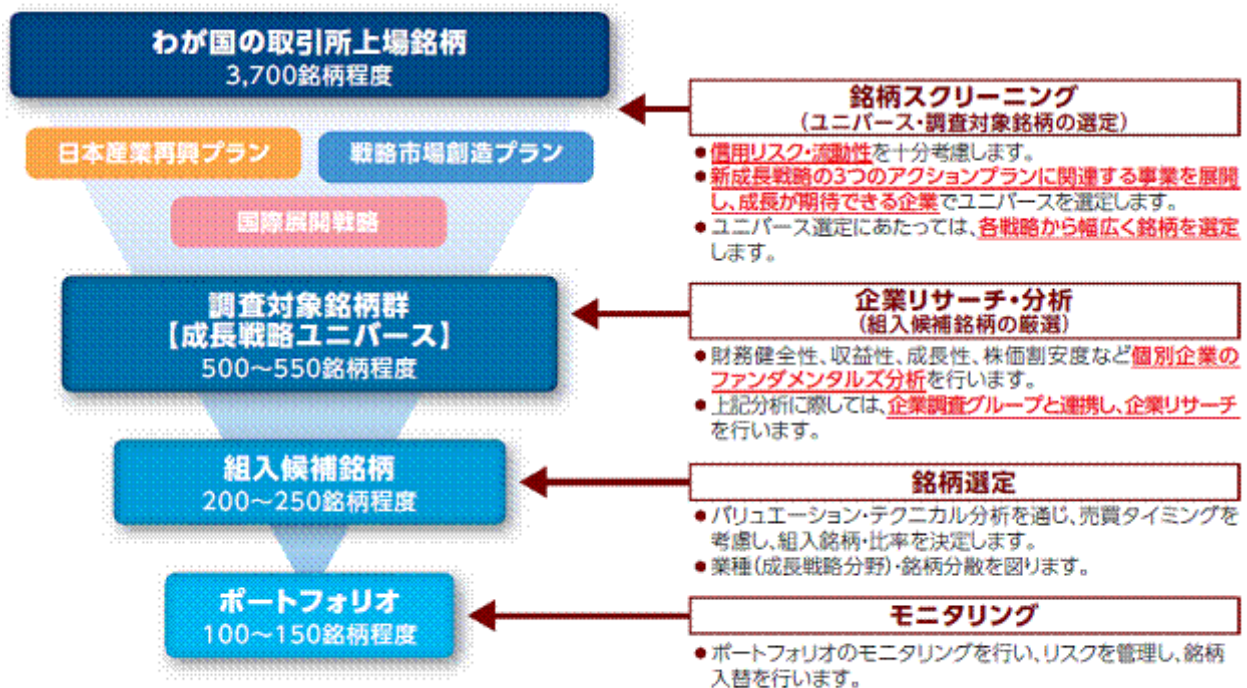 わが国の取引所上場銘柄
3,700銘柄程度
日本産業再興プラン
戦略市場創造プラン
国際展開戦略
調査対象銘柄群
【成長戦略ユニバース】
500～550銘柄程度
組入候補銘柄
200～250銘柄程度
ポートフォリオ
100～150銘柄程度
銘柄スクリーニング
（ユニバース・調査対象銘柄の選定）
●信用リスク・流動性を十分考慮します。
●新成長戦略の3つのアクションプランに関連する事業を展開
し、成長が期待できる企業でユニバースを選定します。
●ユニバース選定にあたっては、各戦略から幅広く銘柄を選定
します。
企業リサーチ・分析
（組入候補銘柄の厳選）
●財務健全性、収益性、成長性、株価割安度など個別企業の
ファンダメンタルズ分析を行います。
●上記分析に際しては、企業調査グループと連携し、企業リサーチ
を行います。
銘柄選定
●バリュエーション・テクニカル分析を通じ、売買タイミングを
考慮し、組入銘柄・比率を決定します。
●業種（成長戦略分野）・銘柄分散を図ります。
モニタリング
●ポートフォリオのモニタリングを行い、リスクを管理し、銘柄
入替を行います。